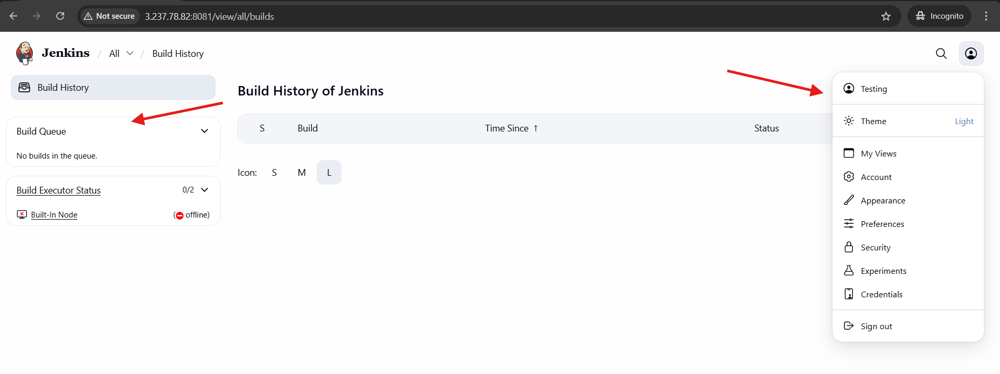 Not secure 3.237.78.82:8081/view/all/builds Incognito
Jenkins / All / Build History
Build History
Build Queue
No builds in the queue.
Build Executor Status 0/2
Built-In Node (offline)
Build History of Jenkins
S Build Time Since ↑ Status
Icon: S M L
Testing
Theme Light
My Views
Account
Appearance
Preferences
Security
Experiments
Credentials
Sign out